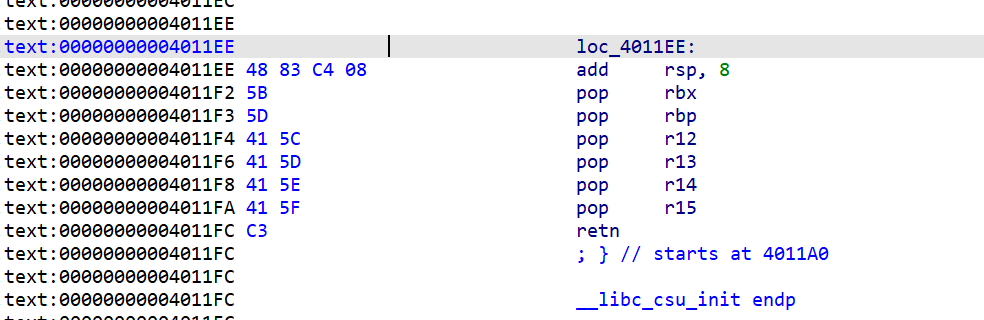 text:00000000004011EC
text:00000000004011EE
text:00000000004011EE loc_4011EE:
text:00000000004011EE 48 83 C4 08 add rsp, 8
text:00000000004011F2 5B pop rbx
text:00000000004011F3 5D pop rbp
text:00000000004011F4 41 5C pop r12
text:00000000004011F6 41 5D pop r13
text:00000000004011F8 41 5E pop r14
text:00000000004011FA 41 5F pop r15
text:00000000004011FC C3 retn
text:00000000004011FC ; } // starts at 4011A0
text:00000000004011FC
text:00000000004011FC __libc_csu_init endp
text:00000000004011FC